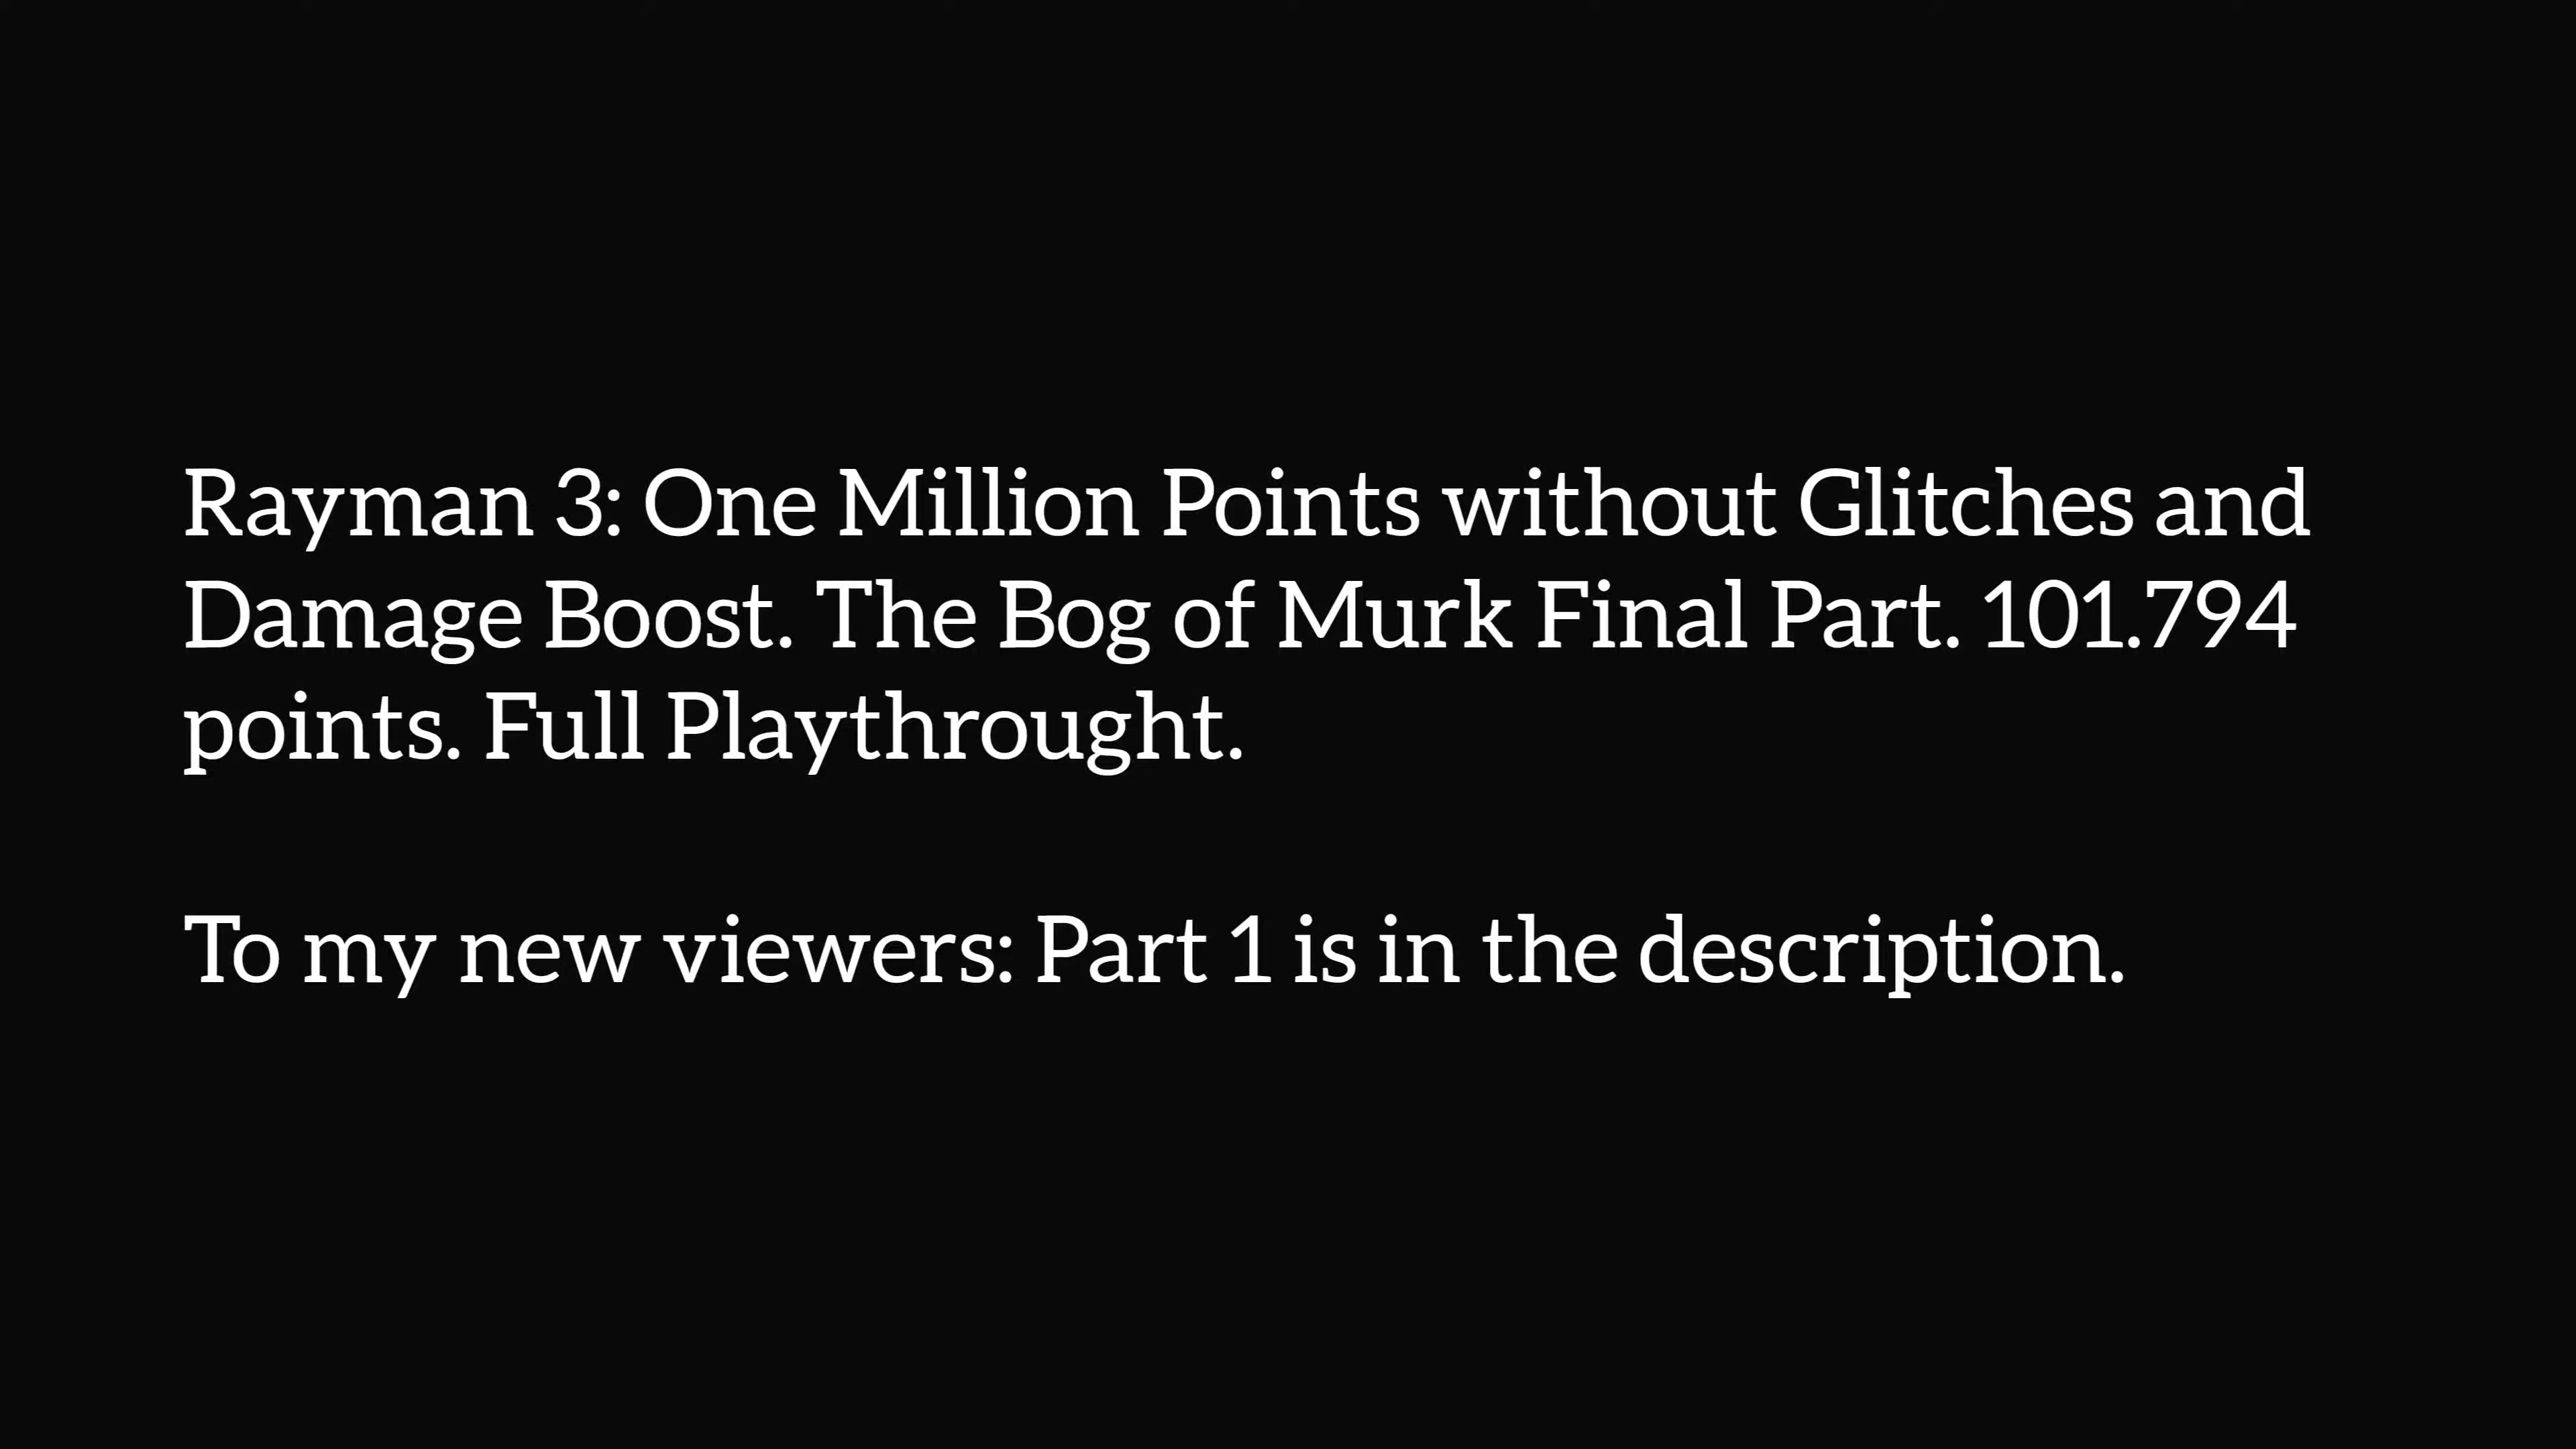 Rayman 3: One Million Points without Glitches and
Damage Boost. The Bog of Murk Final Part. 101.794
points. Full Playthrought.
To my new viewers: Part 1 is in the description.